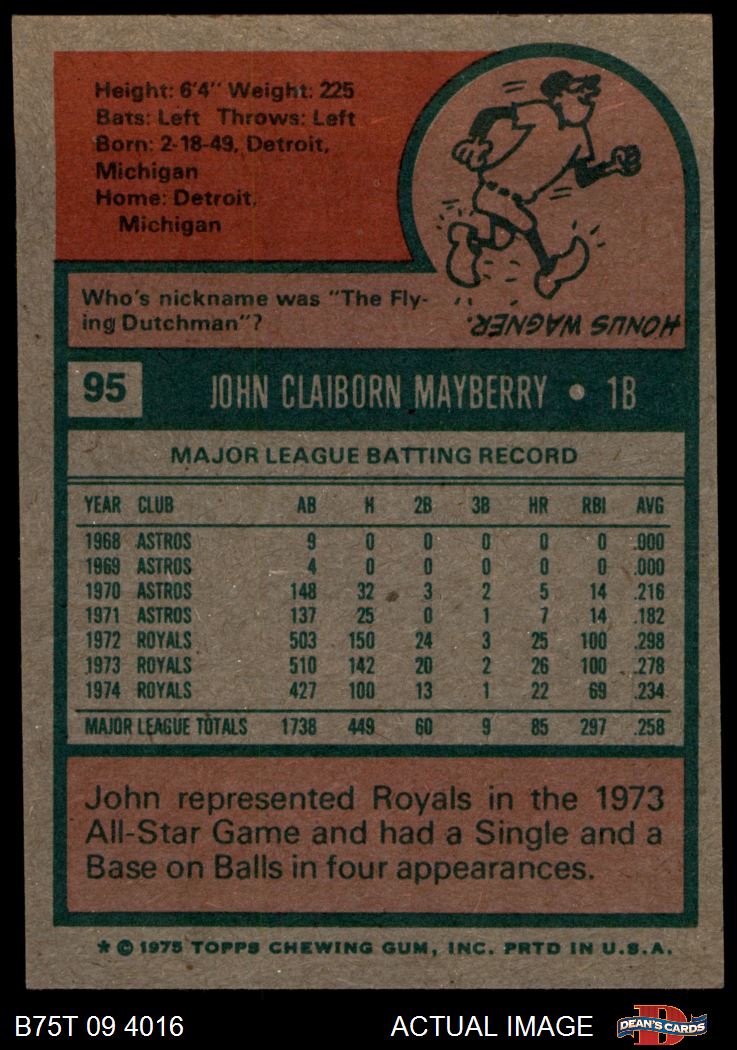 Height: 6'4" Weight: 225
Bats: Left Throws: Left
Born: 2-18-49, Detroit,
Michigan
Home: Detroit,
Michigan
Who's nickname was "The Fly-
ing Dutchman"?
HONUS WAGNER.
95 JOHN CLAIBORN MAYBERRY • 1B
MAJOR LEAGUE BATTING RECORD
YEAR CLUB AB H 2B 3B HR RBI AVG
1968 ASTROS 9 0 0 0 0 0 .000
1969 ASTROS 4 0 0 0 0 0 .000
1970 ASTROS 148 32 3 2 5 14 .216
1971 ASTROS 137 25 0 1 7 14 .182
1972 ROYALS 503 150 24 3 25 100 .298
1973 ROYALS 510 142 20 2 26 100 .278
1974 ROYALS 427 100 13 1 22 69 .234
MAJOR LEAGUE TOTALS 1738 449 60 9 85 297 .258
John represented Royals in the 1973
All-Star Game and had a Single and a
Base on Balls in four appearances.
* © 1975 TOPPS CHEWING GUM, INC. PRTD IN U.S.A.
B75T 09 4016 ACTUAL IMAGE D DEAN'S CARDS